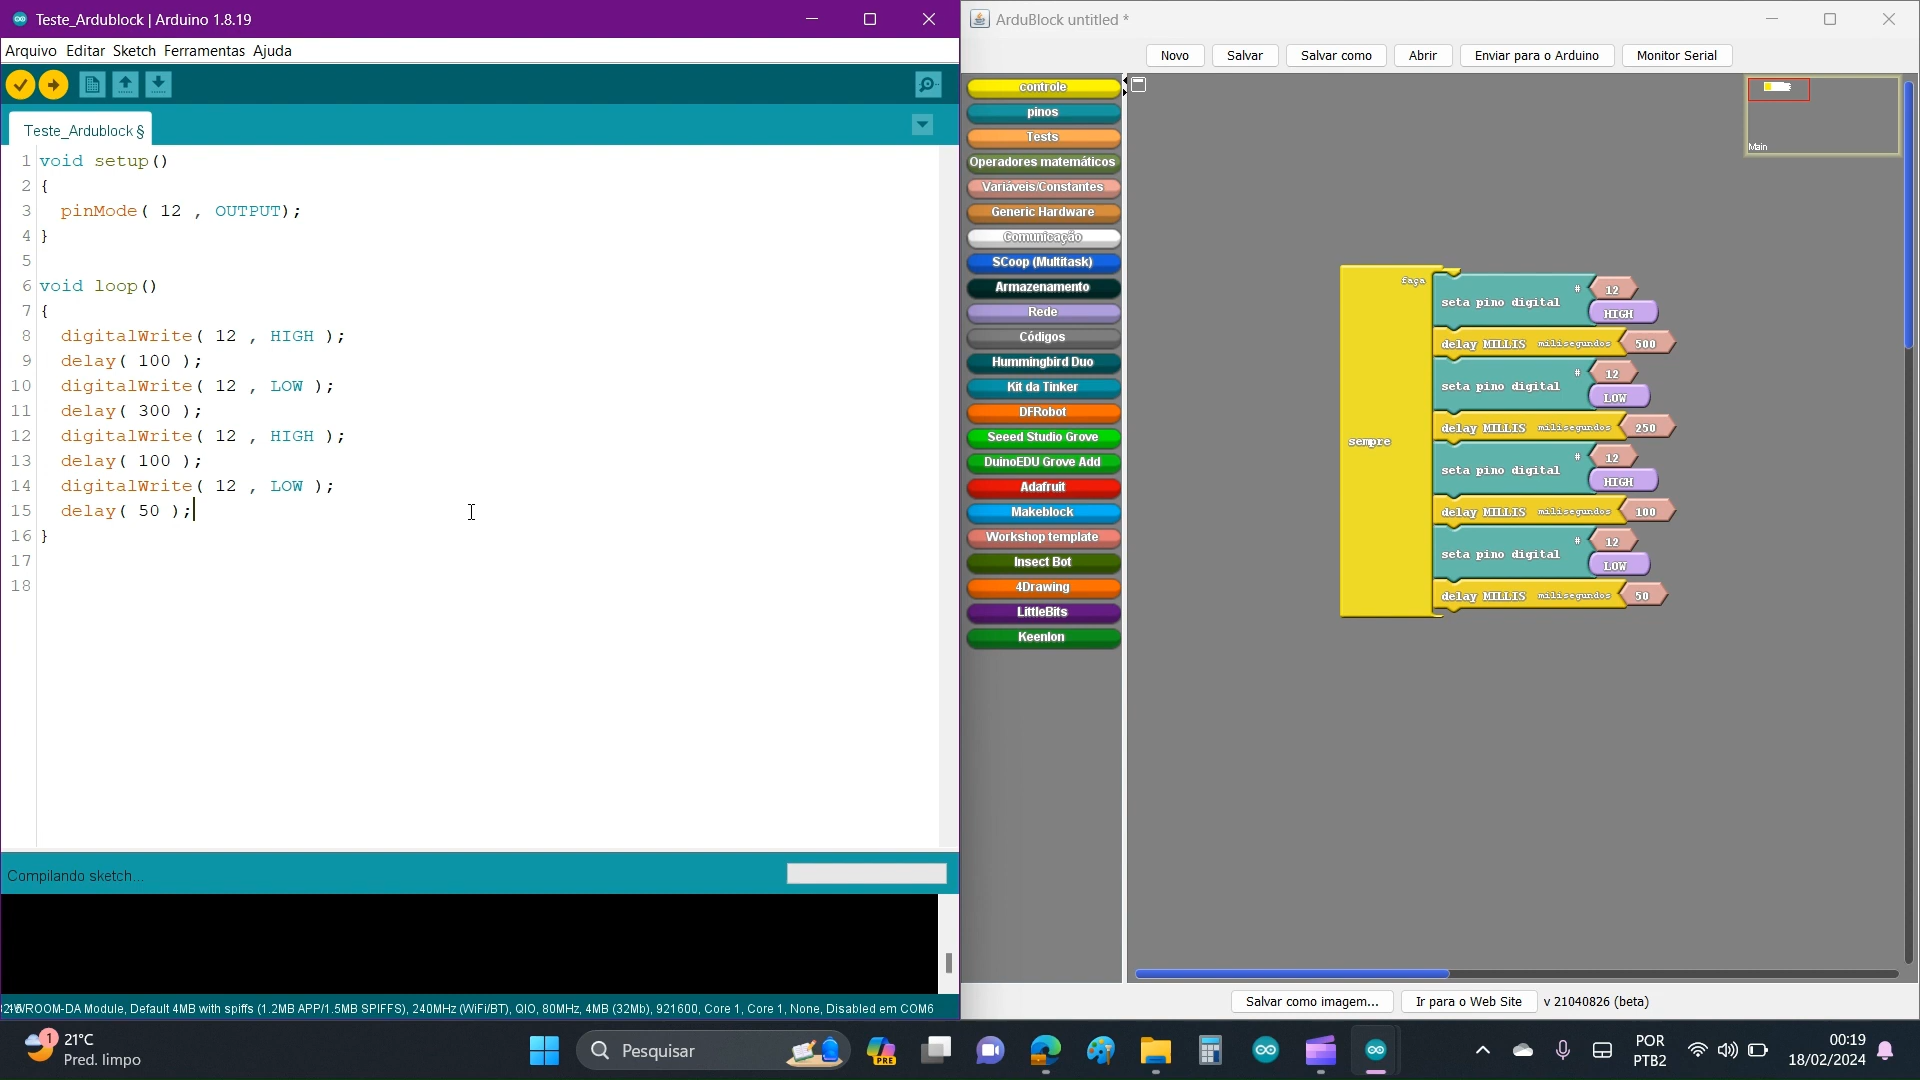 Teste_Ardublock | Arduino 1.8.19
Arquivo Editar Sketch Ferramentas Ajuda
Teste_Ardublock §
1 void setup()
2 {
3 pinMode( 12 , OUTPUT);
4 }
5
6 void loop()
7 {
8 digitalWrite( 12 , HIGH );
9 delay( 100 );
10 digitalWrite( 12 , LOW );
11 delay( 300 );
12 digitalWrite( 12 , HIGH );
13 delay( 100 );
14 digitalWrite( 12 , LOW );
15 delay( 50 );
16 }
17
18
Compilando sketch...
WROOM-DA Module, Default 4MB with spiffs (1.2MB APP/1.5MB SPIFFS), 240MHz (WiFi/BT), QIO, 80MHz, 4MB (32Mb), 921600, Core 1, Core 1, None, Disabled em COM6
ArduBlock untitled *
Novo Salvar Salvar como Abrir Enviar para o Arduino Monitor Serial
controle
pinos
Tests
Operadores matemáticos
Variáveis/Constantes
Generic Hardware
Comunicação
SCoop (Multitask)
Armazenamento
Rede
Códigos
Hummingbird Duo
Kit da Tinker
DFRobot
Seeed Studio Grove
DuinoEDU Grove Add
Adafruit
Makeblock
Workshop template
Insect Bot
4Drawing
LittleBits
Keenlon
Main
sempre
faça
seta pino digital # 12
HIGH
delay MILLIS milisegundos 500
seta pino digital # 12
LOW
delay MILLIS milisegundos 250
seta pino digital # 12
HIGH
delay MILLIS milisegundos 100
seta pino digital # 12
LOW
delay MILLIS milisegundos 50
Salvar como imagem... Ir para o Web Site v 21040826 (beta)
1
21°C
Pred. limpo
Pesquisar
PRE
POR
PTB2
00:19
18/02/2024